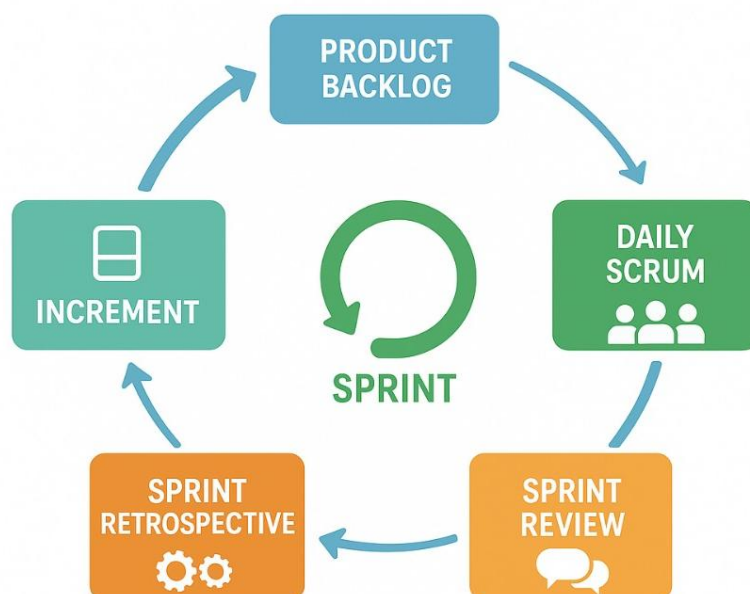 PRODUCT
BACKLOG
DAILY
SCRUM
SPRINT
REVIEW
SPRINT
RETROSPECTIVE
INCREMENT
SPRINT